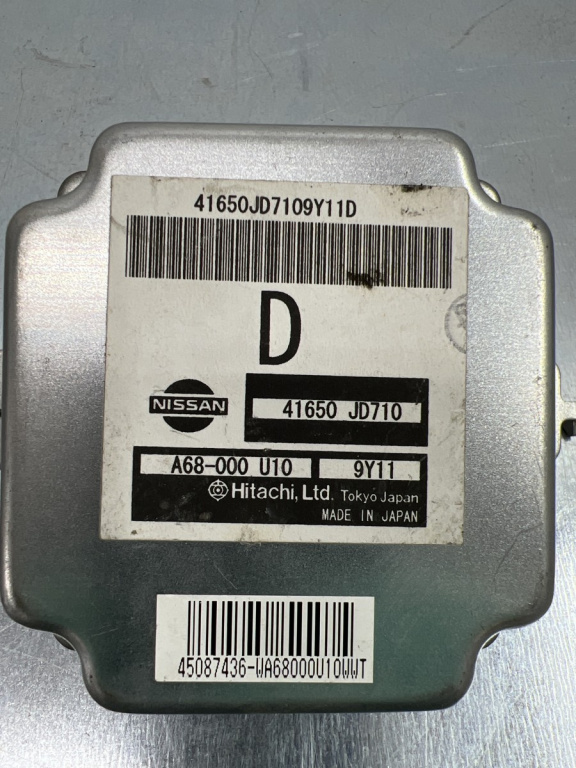 41650JD7109Y11D
D
NISSAN
41650 JD710
A68-000 U10
9Y11
Hitachi, Ltd. Tokyo Japan
MADE IN JAPAN
45087436-WA68000U10WWT